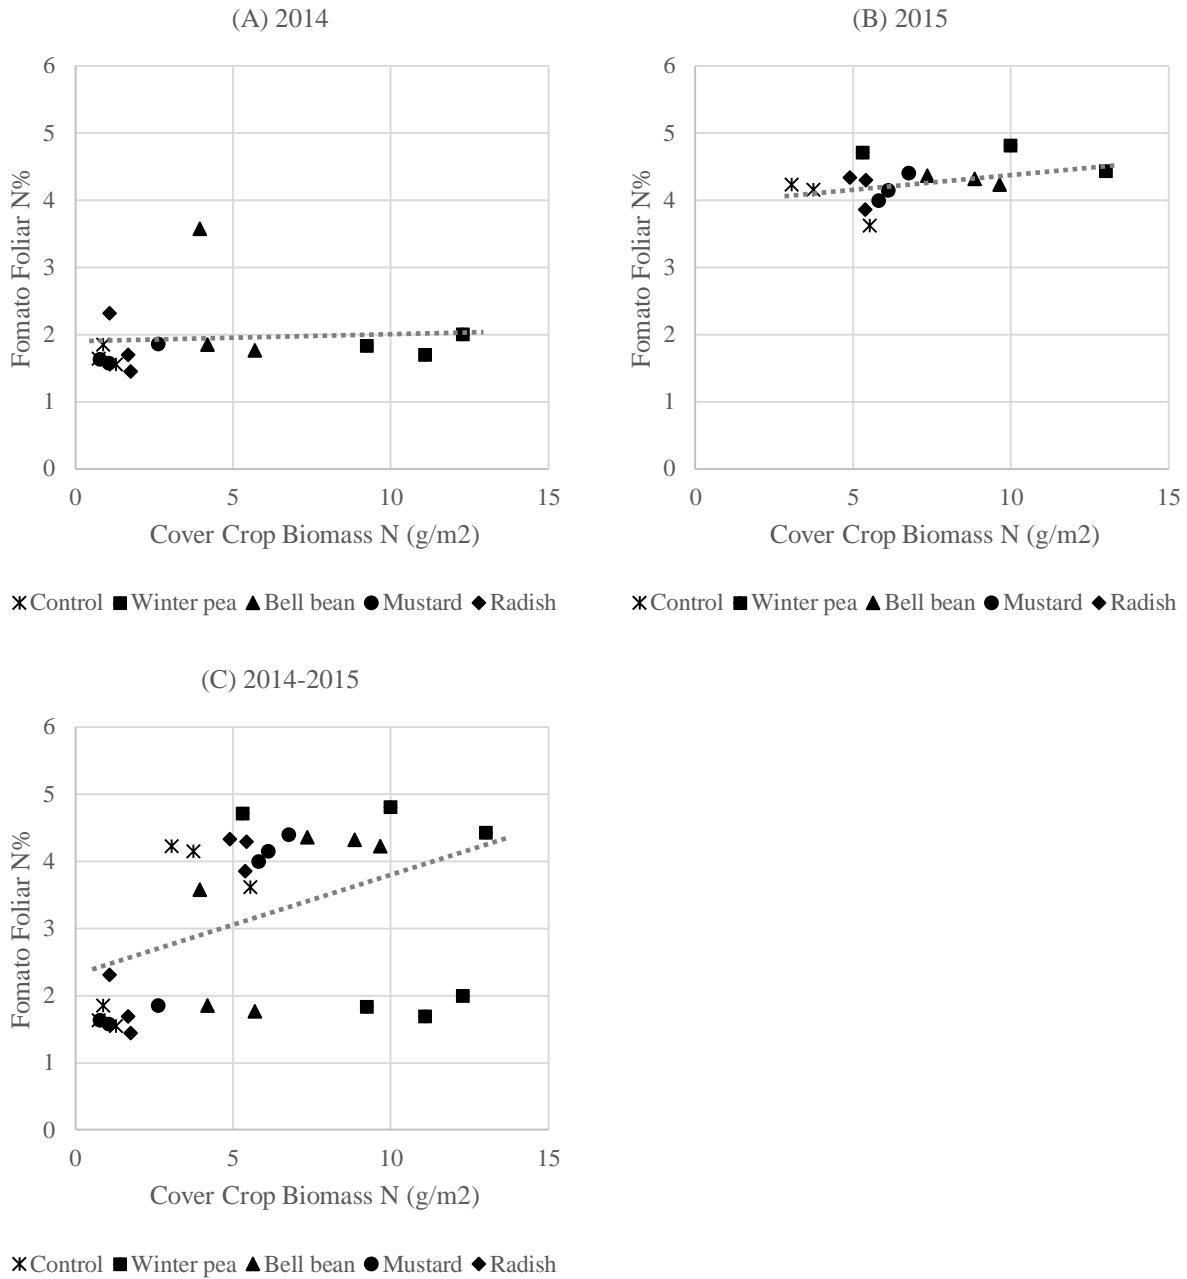 (A) 2014
(B) 2015
6
5
4
3
2
1
0
Fomato Foliar N%
0 5 10 15
Cover Crop Biomass N (g/m2)
Control Winter pea Bell bean Mustard Radish
6
5
4
3
2
1
0
Fomato Foliar N%
0 5 10 15
Cover Crop Biomass N (g/m2)
Control Winter pea Bell bean Mustard Radish
(C) 2014-2015
6
5
4
3
2
1
0
Fomato Foliar N%
0 5 10 15
Cover Crop Biomass N (g/m2)
Control Winter pea Bell bean Mustard Radish